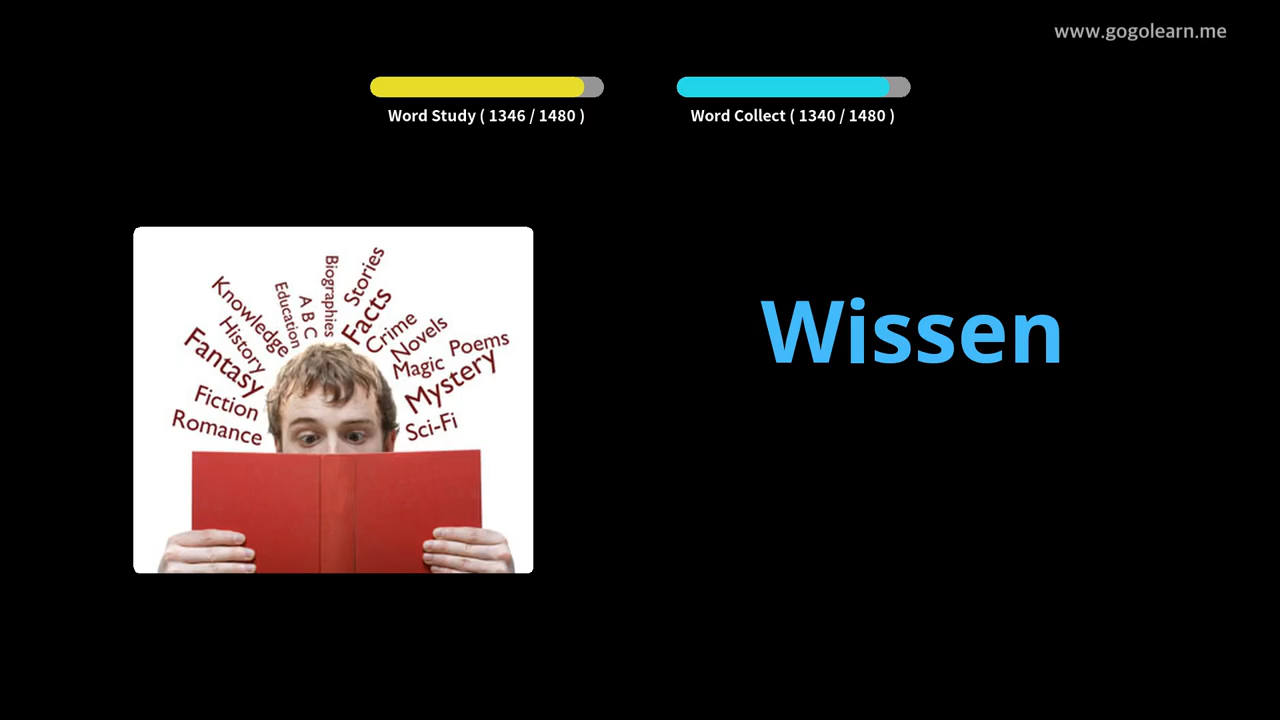 www.gogolearn.me
Word Study ( 1346 / 1480 )
Word Collect ( 1340 / 1480 )
Wissen
Romance
Fiction
Fantasy
History
Knowledge
Education
A B C
Biographies
Stories
Facts
Crime
Novels
Magic
Poems
Mystery
Sci-Fi